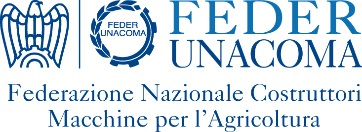 FEDER
UNACOMA
FEDER
UNACOMA
Federazione Nazionale Costruttori
Macchine per l'Agricoltura